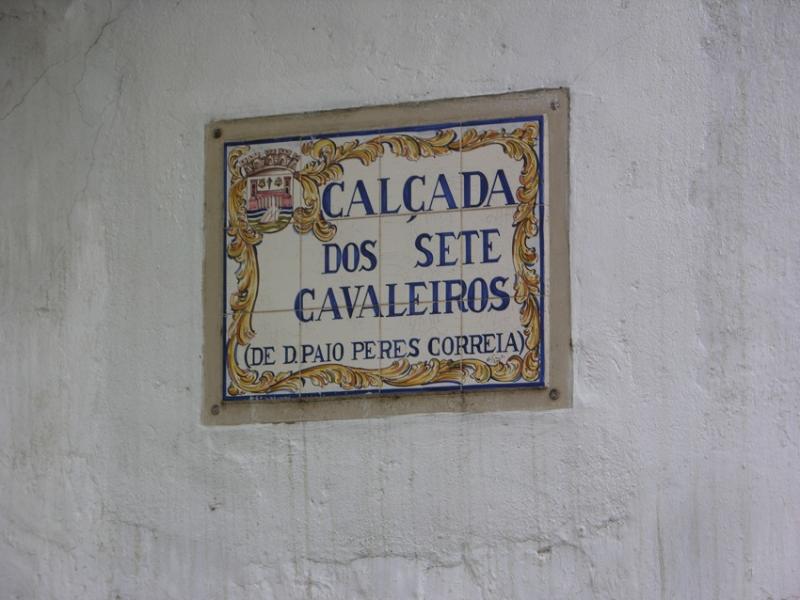 CALÇADA
DOS SETE
CAVALEIROS
(DE D. PAIO PERES CORREIA)